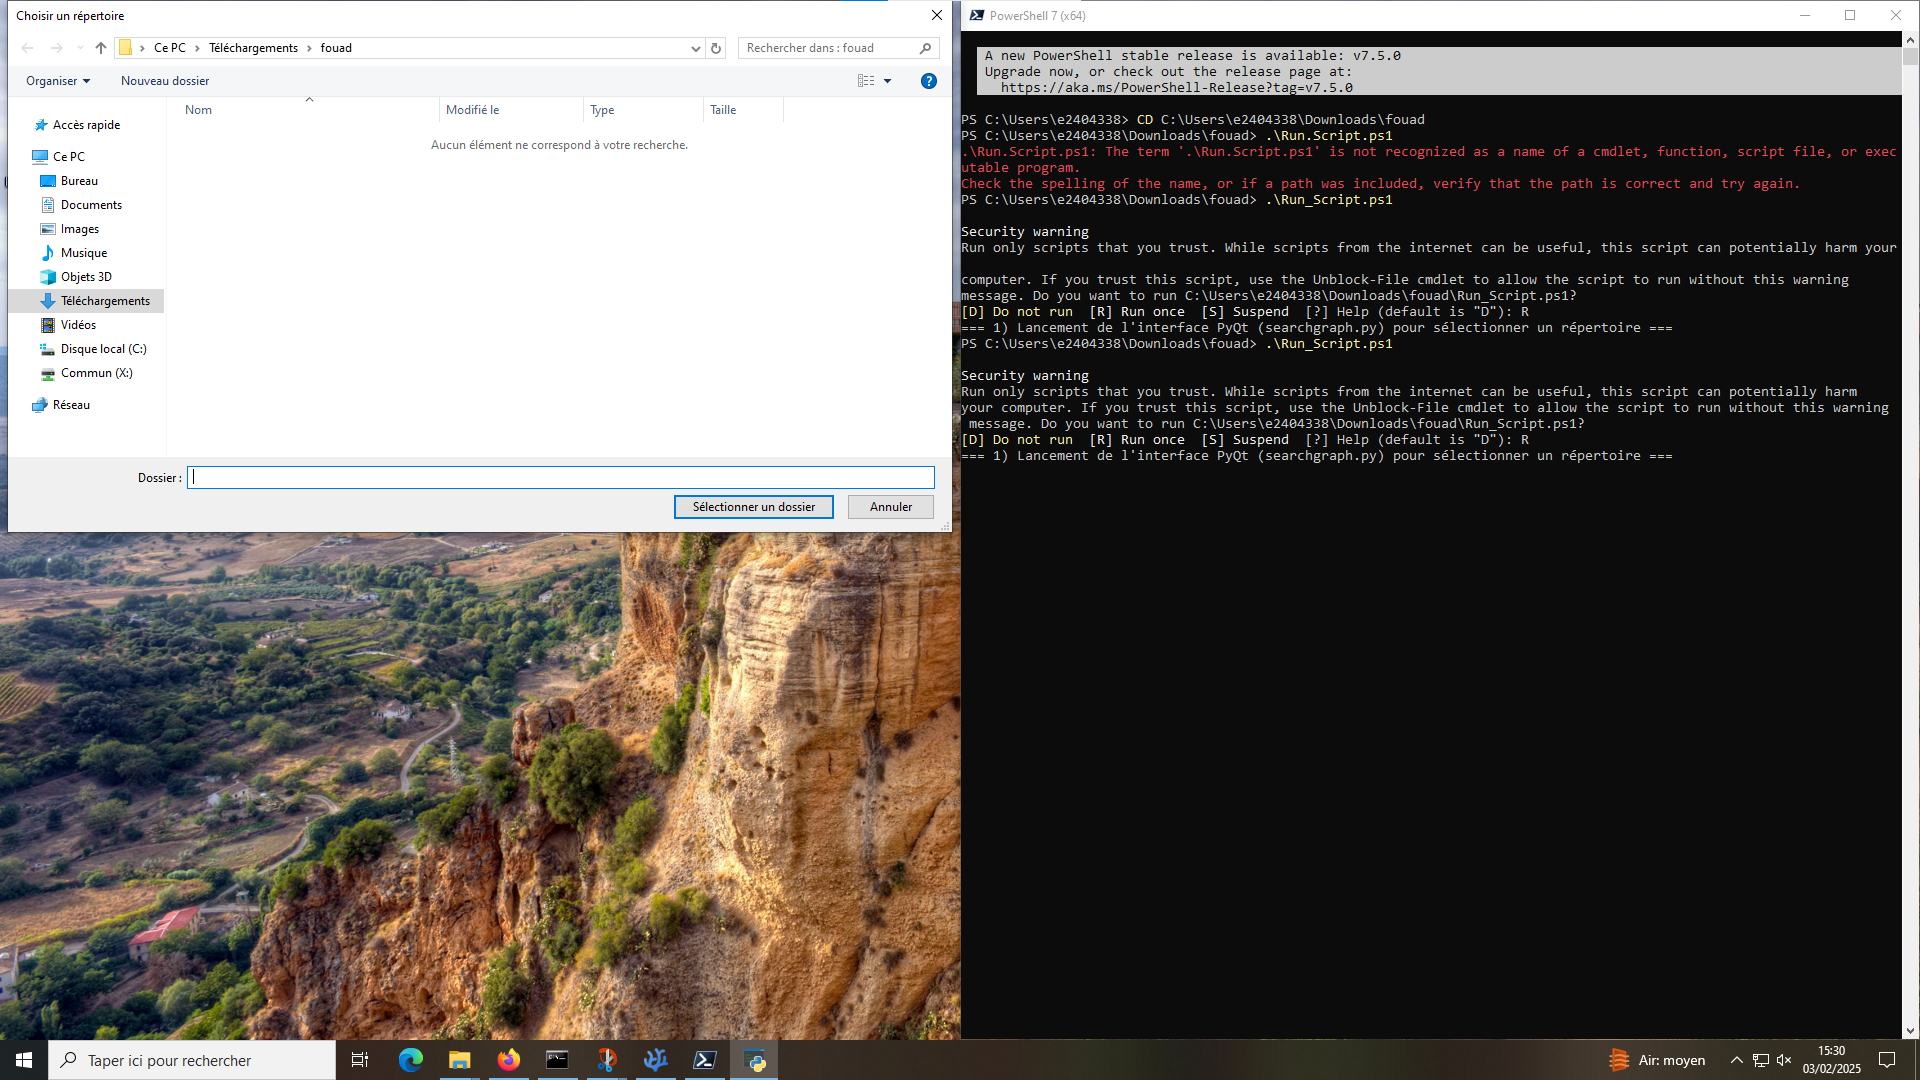 Choisir un répertoire
Ce PC
Téléchargements
fouad
Rechercher dans : fouad
Organiser
Nouveau dossier
Nom
Modifié le
Type
Taille
Accès rapide
Aucun élément ne correspond à votre recherche.
Ce PC
Bureau
Documents
Images
Musique
Objets 3D
Téléchargements
Vidéos
Disque local (C:)
Commun (X:)
Réseau
Dossier :
Sélectionner un dossier
Annuler
PowerShell 7 (x64)
A new PowerShell stable release is available: v7.5.0
Upgrade now, or check out the release page at:
https://aka.ms/PowerShell-Release?tag=v7.5.0
PS C:\Users\e2404338> CD C:\Users\e2404338\Downloads\fouad
PS C:\Users\e2404338\Downloads\fouad> .\Run.Script.ps1
.\Run.Script.ps1: The term '.\Run.Script.ps1' is not recognized as a name of a cmdlet, function, script file, or exec
utable program.
Check the spelling of the name, or if a path was included, verify that the path is correct and try again.
PS C:\Users\e2404338\Downloads\fouad> .\Run_Script.ps1
Security warning
Run only scripts that you trust. While scripts from the internet can be useful, this script can potentially harm your
computer. If you trust this script, use the Unblock-File cmdlet to allow the script to run without this warning
message. Do you want to run C:\Users\e2404338\Downloads\fouad\Run_Script.ps1?
[D] Do not run  [R] Run once  [S] Suspend  [?] Help (default is "D"): R
=== 1) Lancement de l'interface PyQt (searchgraph.py) pour sélectionner un répertoire ===
PS C:\Users\e2404338\Downloads\fouad> .\Run_Script.ps1
Security warning
Run only scripts that you trust. While scripts from the internet can be useful, this script can potentially harm
your computer. If you trust this script, use the Unblock-File cmdlet to allow the script to run without this warning
message. Do you want to run C:\Users\e2404338\Downloads\fouad\Run_Script.ps1?
[D] Do not run  [R] Run once  [S] Suspend  [?] Help (default is "D"): R
=== 1) Lancement de l'interface PyQt (searchgraph.py) pour sélectionner un répertoire ===
Taper ici pour rechercher
Air: moyen
15:30
03/02/2025